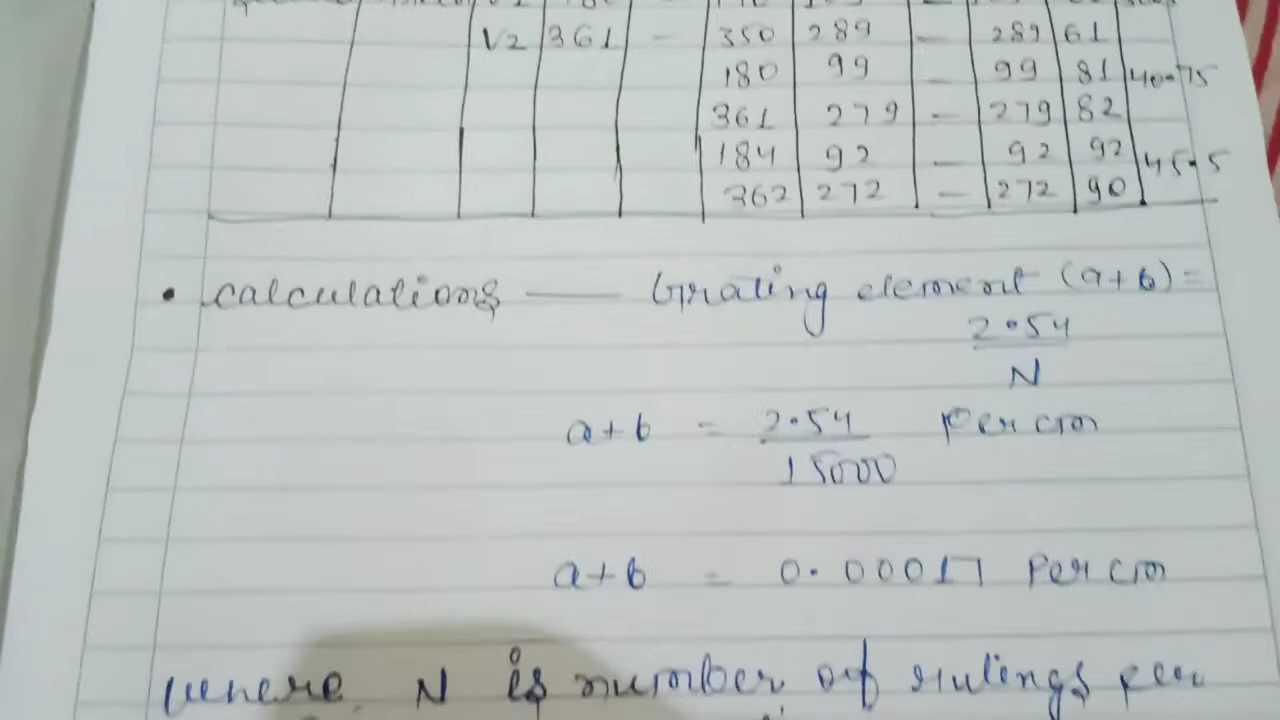 V2 361 - 350 289 - 289 61
180 99 - 99 81 40.75
361 279 - 279 82
184 92 - 92 92 45.5
362 272 - 272 90
• calculations — Grating element (a+b) =
2.54
N
a+b = 2.54 per cm
15000
a+b = 0.00017 Per cm
where N is number of rulings per